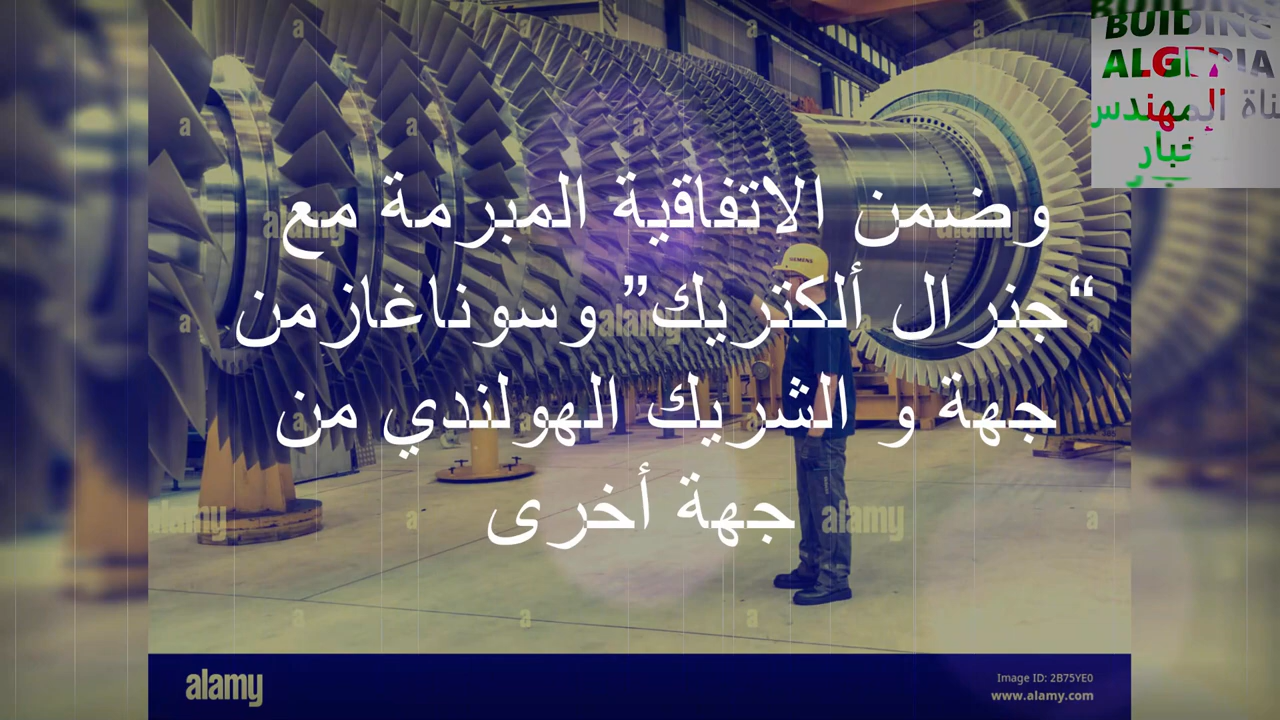 BUILDING
ALGERIA
المهندس
أخبار
وضمن الاتفاقية المبرمة مع
“جنرال ألكتريك” وسوناغاز من
جهة و الشريك الهولندي من
جهة أخرى
SIEMENS
alamy
Image ID: 2B75YE0
www.alamy.com